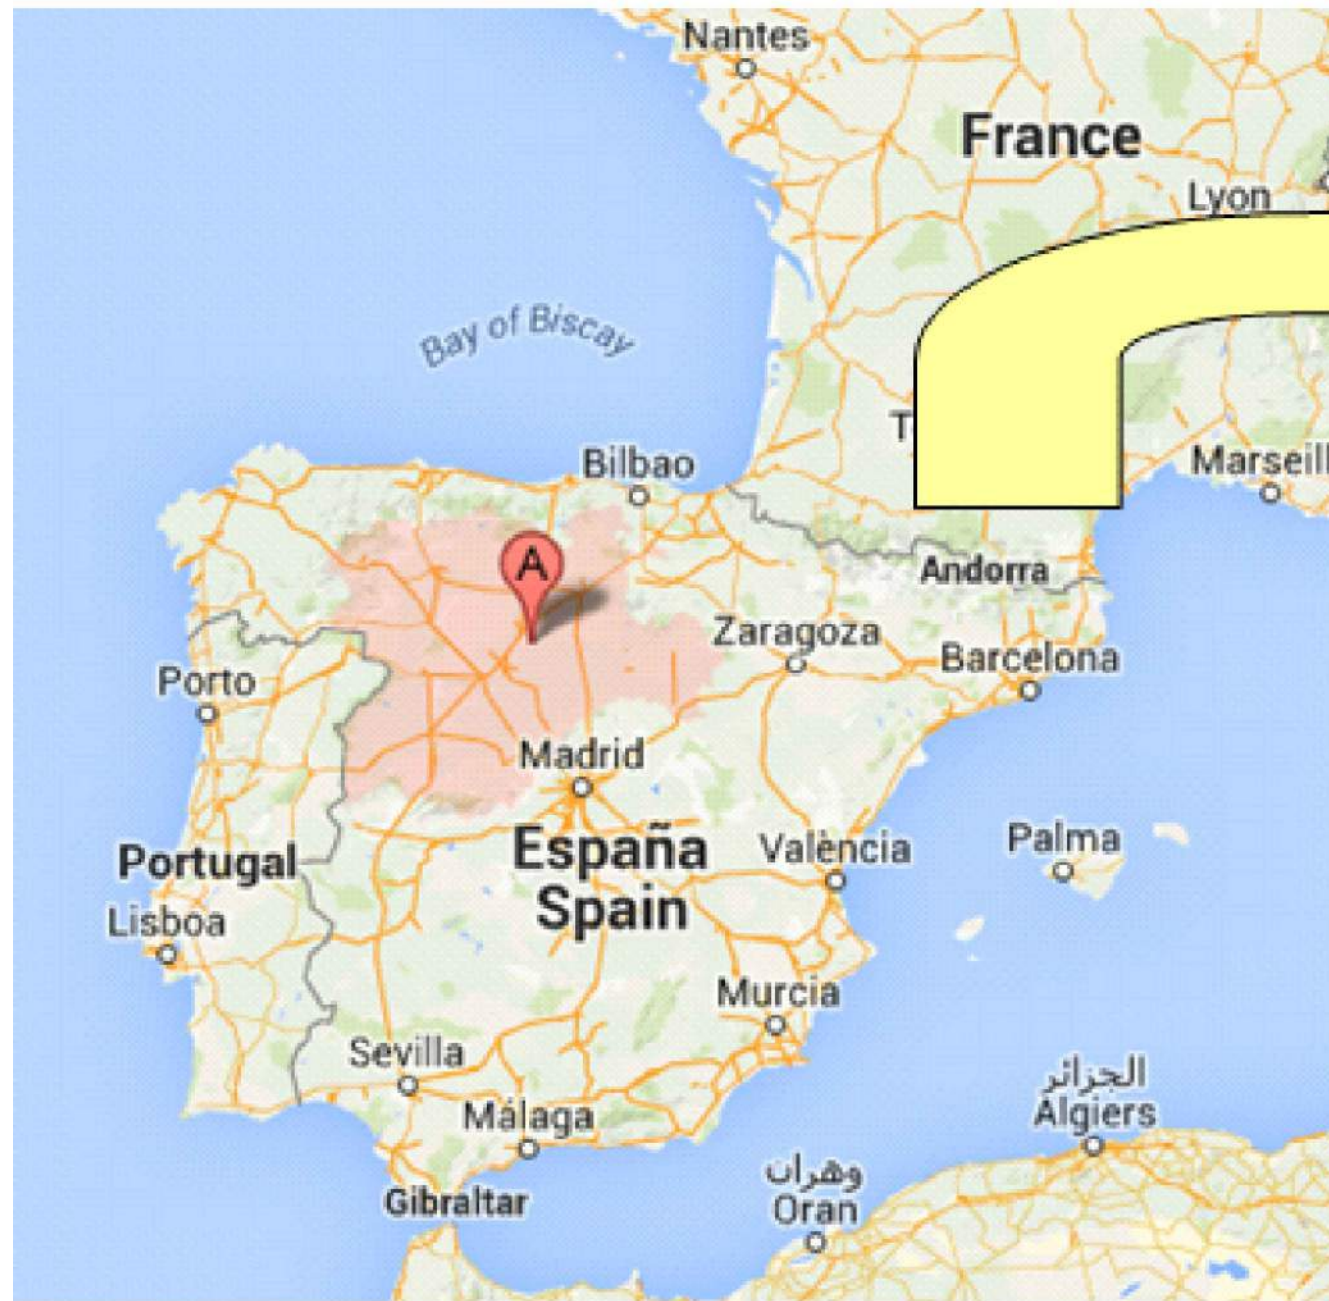 Nantes
France
Lyon
Bay of Biscay
Bilbao
Marseill
A
Andorra
Zaragoza
Barcelona
Porto
Madrid
España
Spain
València
Palma
Portugal
Lisboa
Murcia
Sevilla
الجزائر
Algiers
Málaga
وهران
Oran
Gibraltar